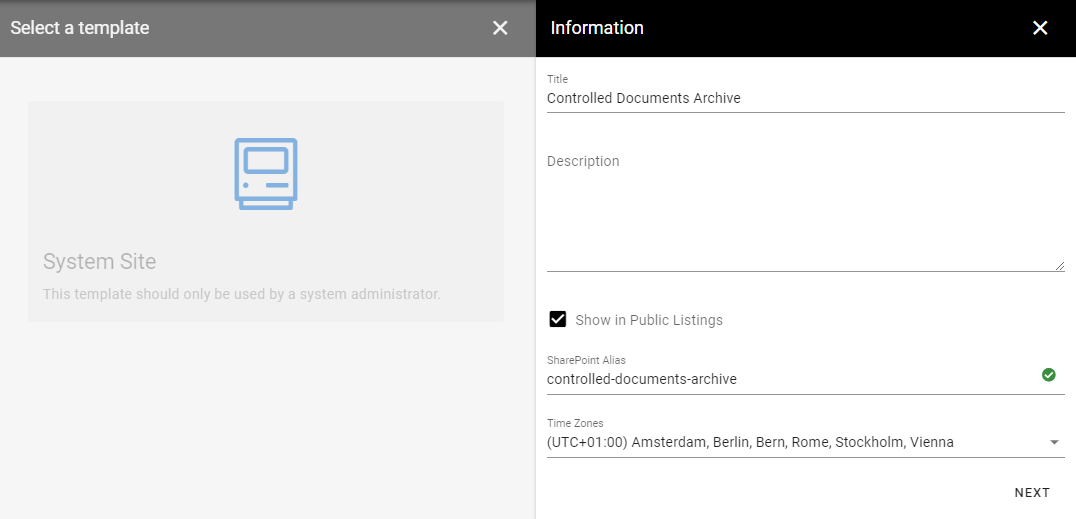 Select a template
System Site
This template should only be used by a system administrator.
Information
Title
Controlled Documents Archive
Description
Show in Public Listings
SharePoint Alias
controlled-documents-archive
Time Zones
(UTC+01:00) Amsterdam, Berlin, Bern, Rome, Stockholm, Vienna
NEXT